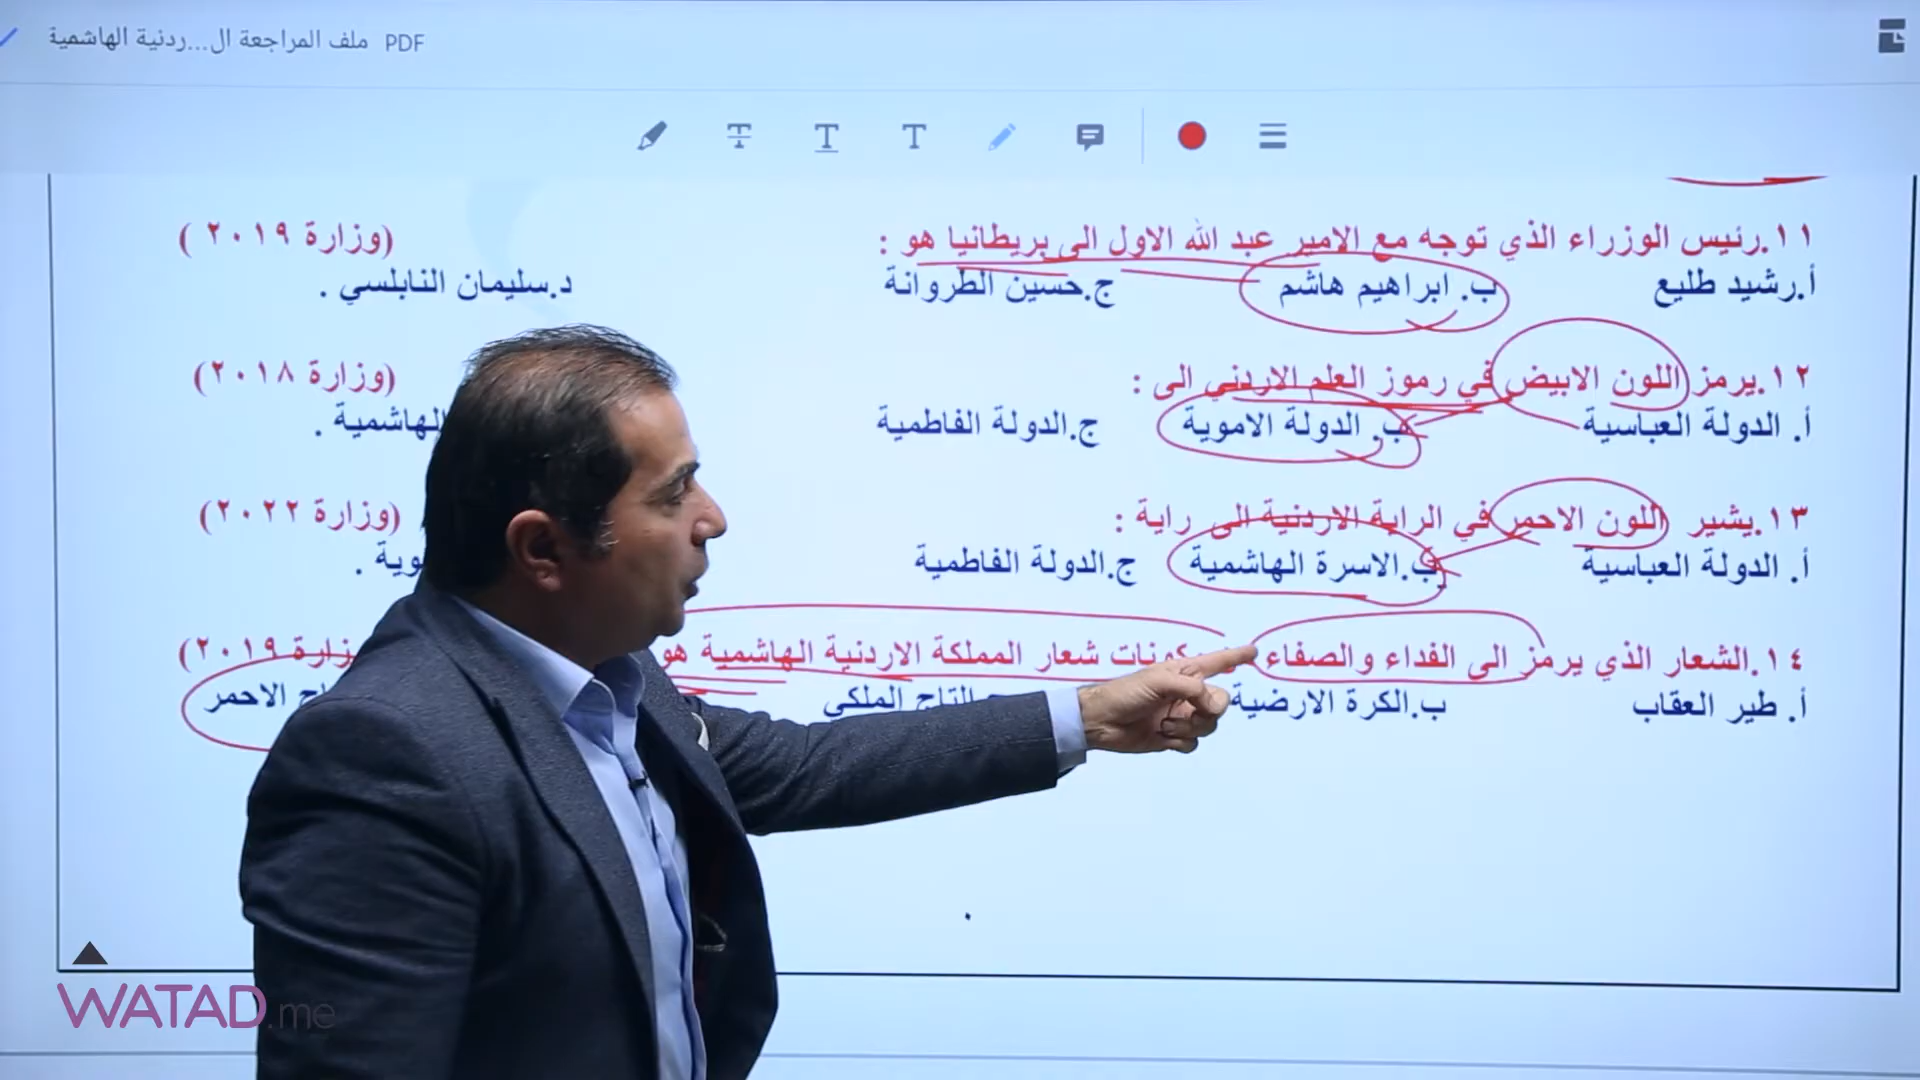 ملف المراجعة ال...ردنية الهاشمية PDF
١١.رئيس الوزراء الذي توجه مع الامير عبد الله الاول الى بريطانيا هو : (وزارة ٢٠١٩ )
أ.رشيد طليع ب. ابراهيم هاشم ج.حسين الطروانة د.سليمان النابلسي .
١٢.يرمز اللون الابيض في رموز العلم الاردني الى : (وزارة ٢٠١٨)
أ. الدولة العباسية ب. الدولة الاموية ج.الدولة الفاطمية الهاشمية .
١٣.يشير اللون الاحمر في الراية الاردنية الى راية : (وزارة ٢٠٢٢)
أ. الدولة العباسية ب.الاسرة الهاشمية ج.الدولة الفاطمية
١٤.الشعار الذي يرمز الى الفداء والصفاء مكونات شعار المملكة الاردنية الهاشمية هو وزارة ٢٠١٩)
أ. طير العقاب ب.الكرة الارضية التاج الملكي الاحمر
WATAD.me